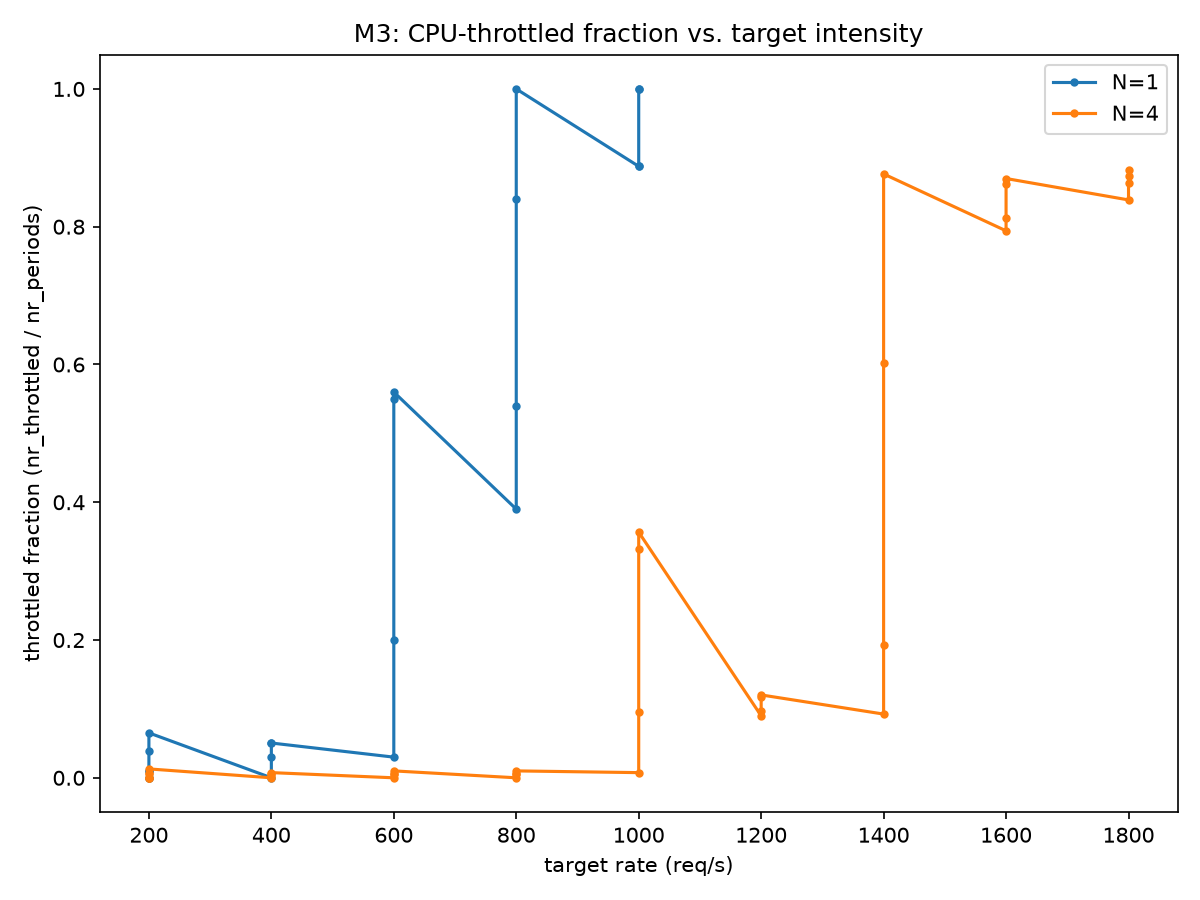 M3: CPU-throttled fraction vs. target intensity
N=1
N=4
throttled fraction (nr_throttled / nr_periods)
1.0
0.8
0.6
0.4
0.2
0.0
200 400 600 800 1000 1200 1400 1600 1800
target rate (req/s)